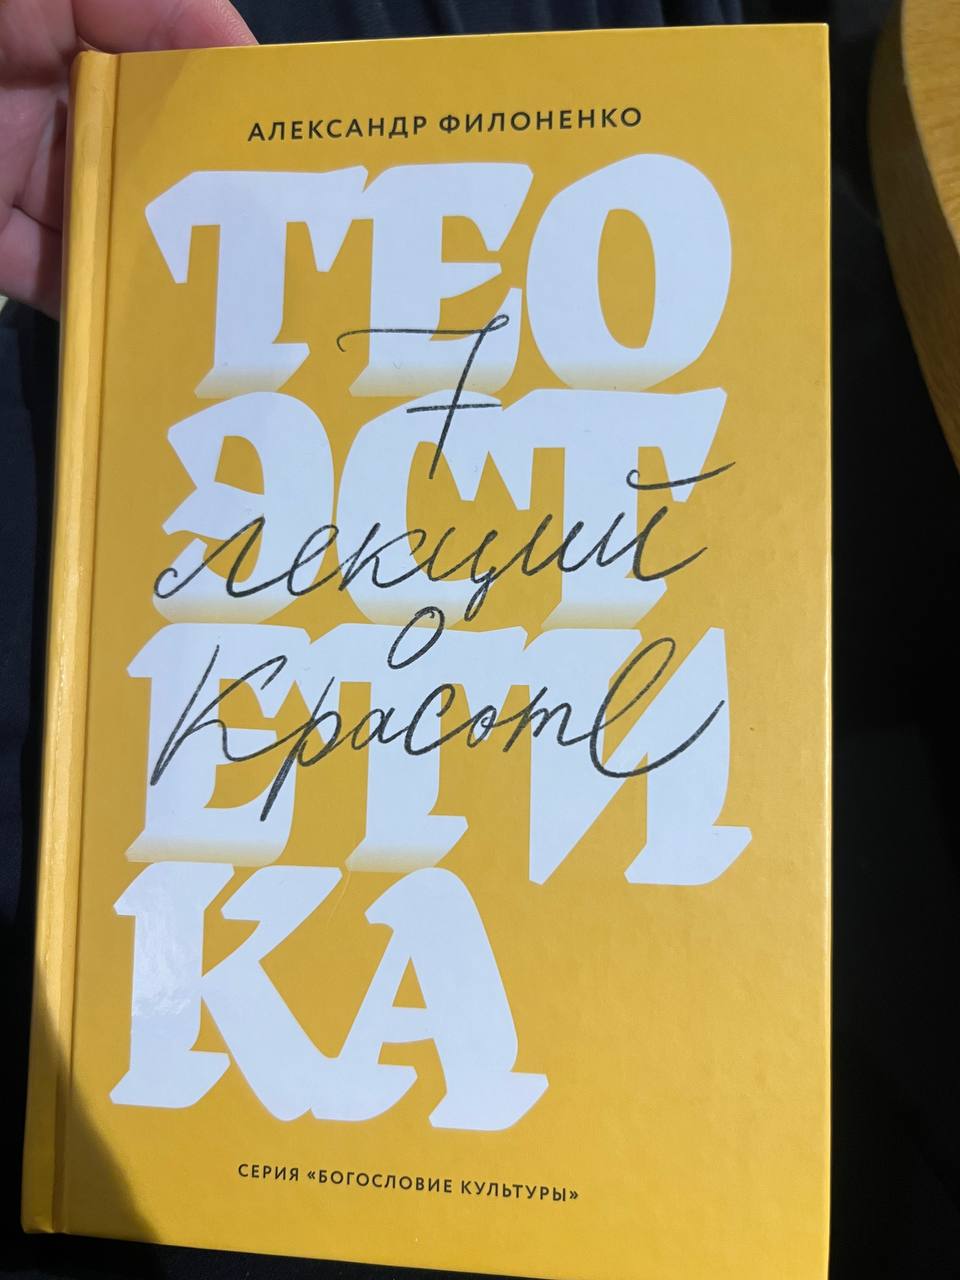 АЛЕКСАНДР ФИЛОНЕНКО
ТЕО
ЭСТ
ЕТИ
КА
7
лекций
о
Красоте
СЕРИЯ «БОГОСЛОВИЕ КУЛЬТУРЫ»